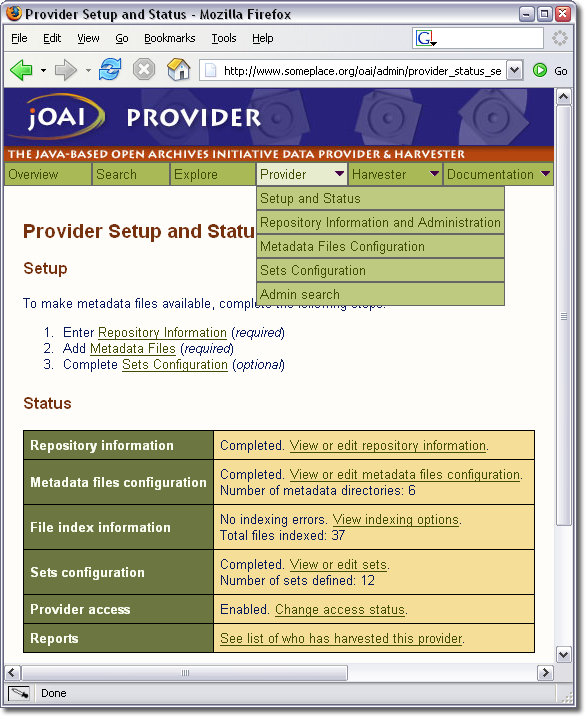 Provider Setup and Status - Mozilla Firefox
File Edit View Go Bookmarks Tools Help
G
http://www.someplace.org/oai/admin/provider_status_se
Go
jOAI PROVIDER
THE JAVA-BASED OPEN ARCHIVES INITIATIVE DATA PROVIDER & HARVESTER
Overview Search Explore Provider Harvester Documentation
Setup and Status
Repository Information and Administration
Metadata Files Configuration
Sets Configuration
Admin search
Provider Setup and Statu
Setup
To make metadata files available, complete the following steps:
1. Enter Repository Information (required)
2. Add Metadata Files (required)
3. Complete Sets Configuration (optional)
Status
Repository information Completed. View or edit repository information.
Metadata files configuration Completed. View or edit metadata files configuration.
Number of metadata directories: 6
File index information No indexing errors. View indexing options.
Total files indexed: 37
Sets configuration Completed. View or edit sets.
Number of sets defined: 12
Provider access Enabled. Change access status.
Reports See list of who has harvested this provider.
Done